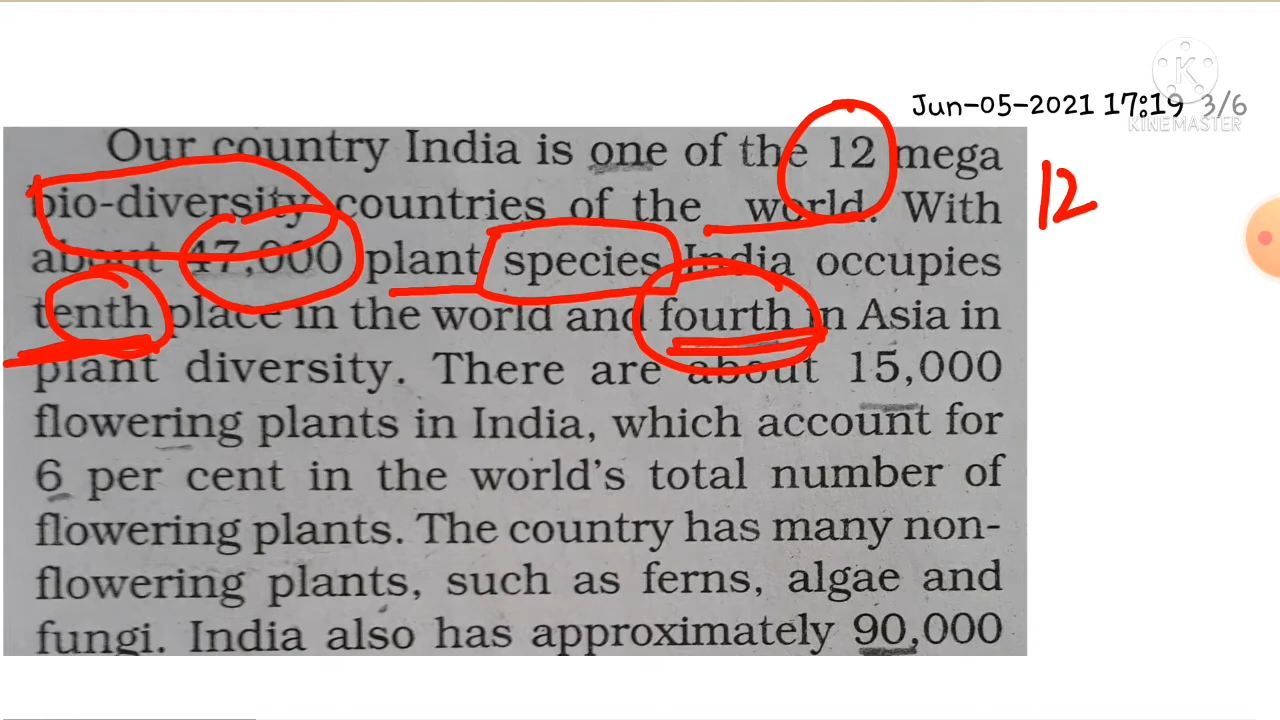 Jun-05-2021 17:19 3/6
KINEMASTER
Our country India is one of the 12 mega
12
bio-diversity countries of the world. With
about 47,000 plant species India occupies
tenth place in the world and fourth in Asia in
plant diversity. There are about 15,000
flowering plants in India, which account for
6 per cent in the world's total number of
flowering plants. The country has many non-
flowering plants, such as ferns, algae and
fungi. India also has approximately 90,000